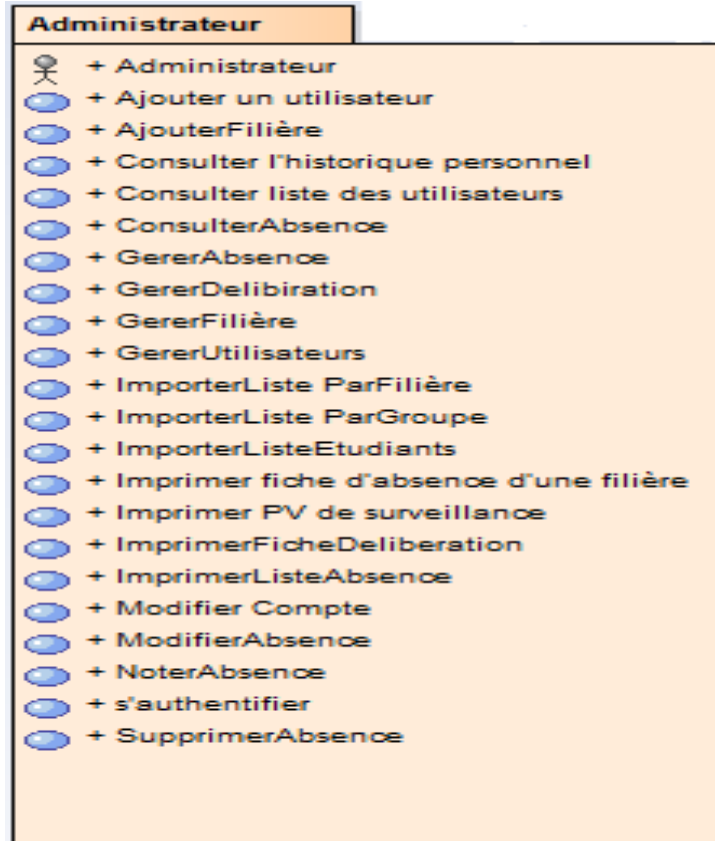 Administrateur
+ Administrateur
+ Ajouter un utilisateur
+ AjouterFilière
+ Consulter l'historique personnel
+ Consulter liste des utilisateurs
+ ConsulterAbsence
+ GererAbsence
+ GererDelibiration
+ GererFilière
+ GererUtilisateurs
+ ImporterListe ParFilière
+ ImporterListe ParGroupe
+ ImporterListeEtudiants
+ Imprimer fiche d'absence d'une filière
+ Imprimer PV de surveillance
+ ImprimerFicheDeliberation
+ ImprimerListeAbsence
+ Modifier Compte
+ ModifierAbsence
+ NoterAbsence
+ s'authentifier
+ SupprimerAbsence